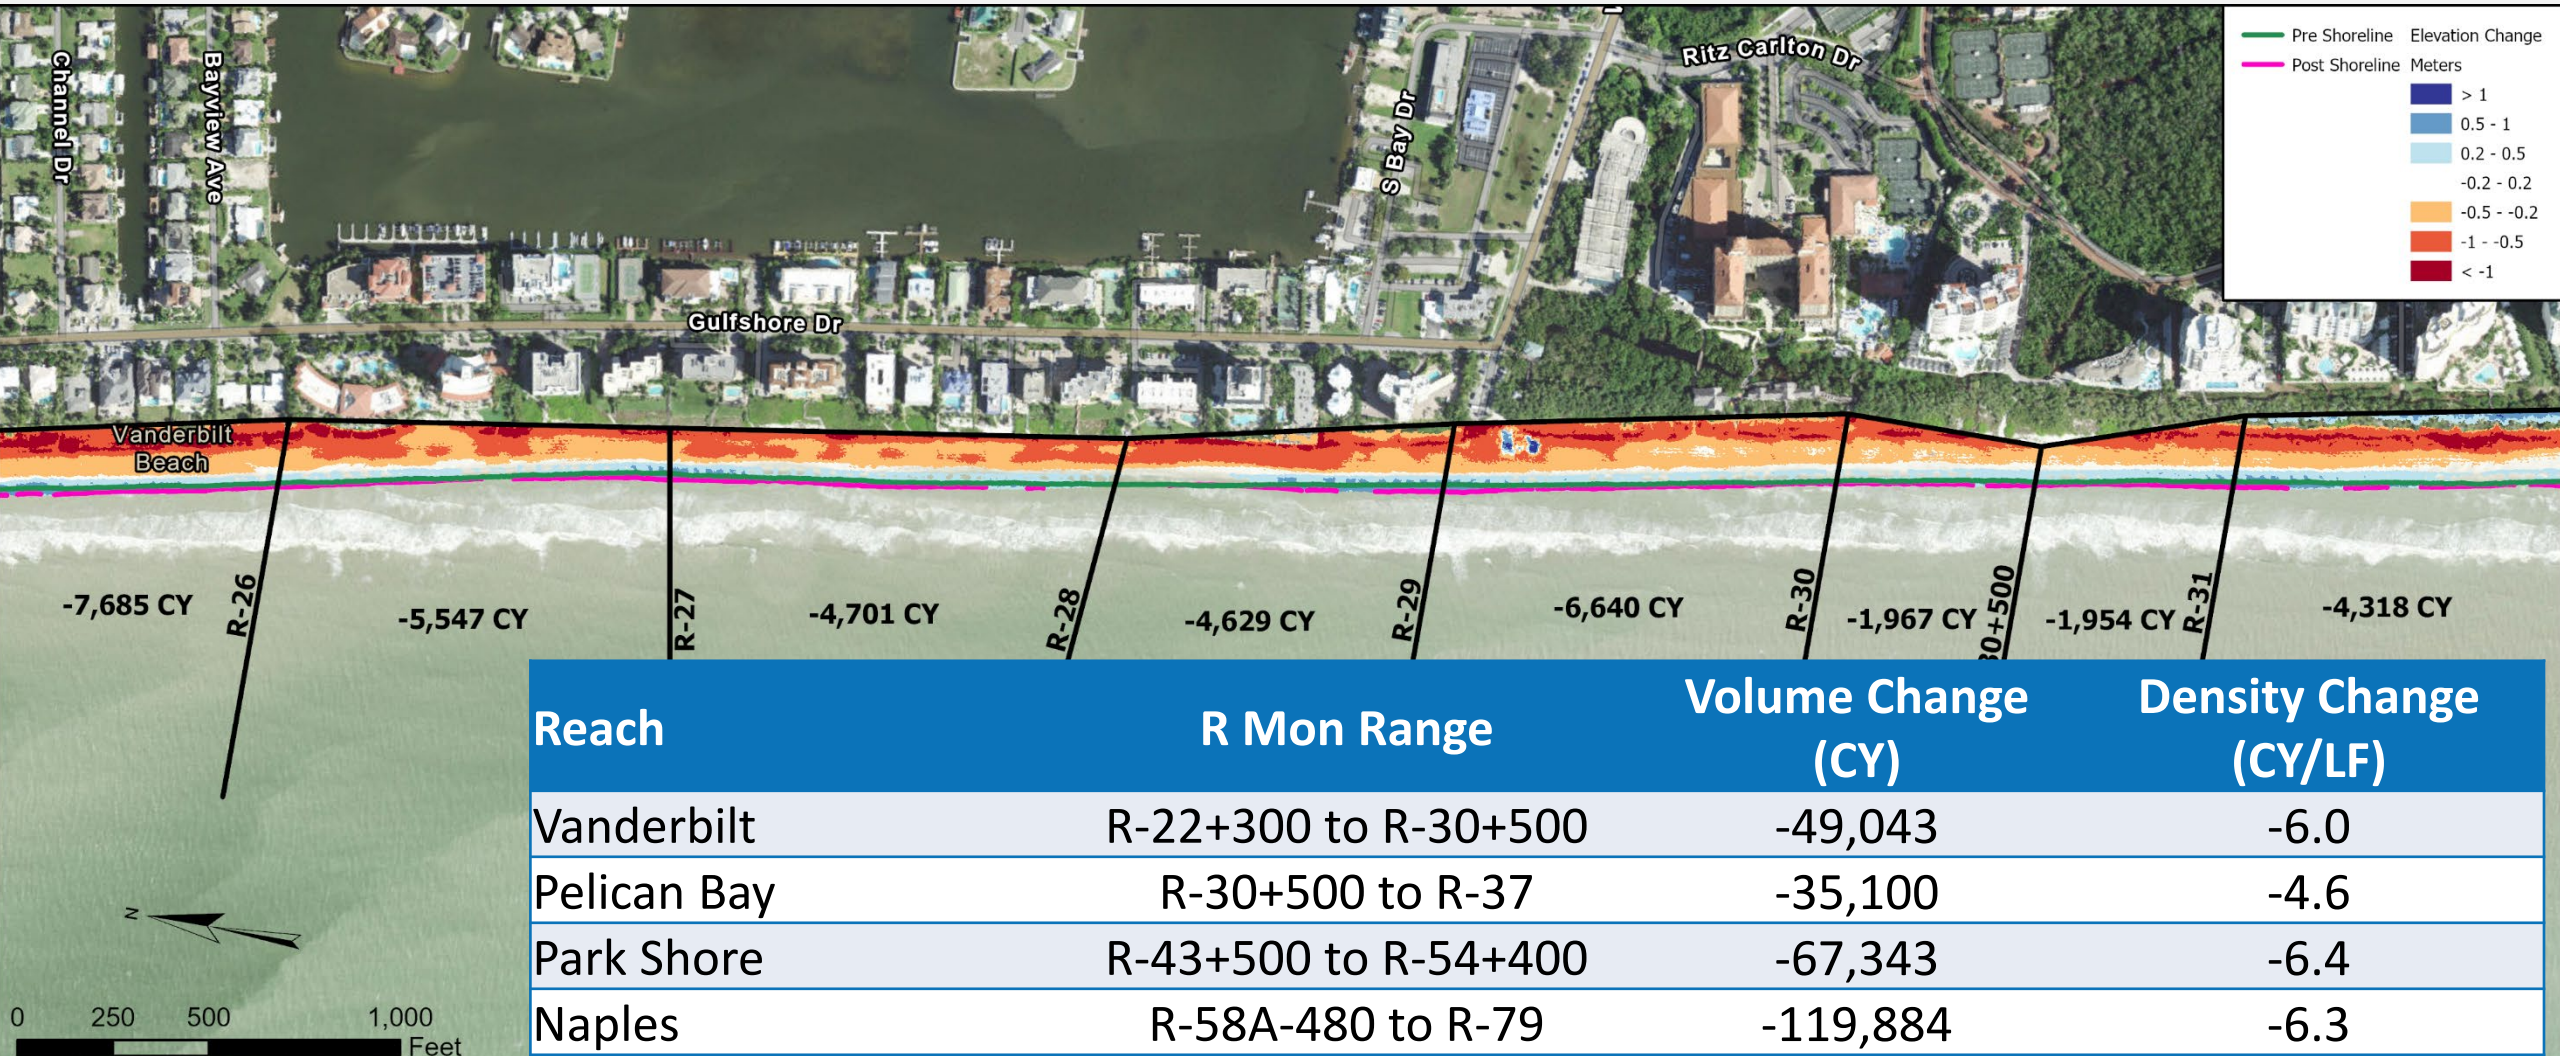 Channel Dr
Bayview Ave
Gulfshore Dr
S Bay Dr
Ritz Carlton Dr
Pre Shoreline
Post Shoreline
Elevation Change
Meters
> 1
0.5 - 1
0.2 - 0.5
-0.2 - 0.2
-0.5 - -0.2
-1 - -0.5
< -1
Vanderbilt
Beach
-7,685 CY
R-26
-5,547 CY
R-27
-4,701 CY
R-28
-4,629 CY
R-29
-6,640 CY
R-30
-1,967 CY
30+500
-1,954 CY
R-31
-4,318 CY
N
0 250 500 1,000
Feet
Reach R Mon Range Volume Change (CY) Density Change (CY/LF)
Vanderbilt R-22+300 to R-30+500 -49,043 -6.0
Pelican Bay R-30+500 to R-37 -35,100 -4.6
Park Shore R-43+500 to R-54+400 -67,343 -6.4
Naples R-58A-480 to R-79 -119,884 -6.3